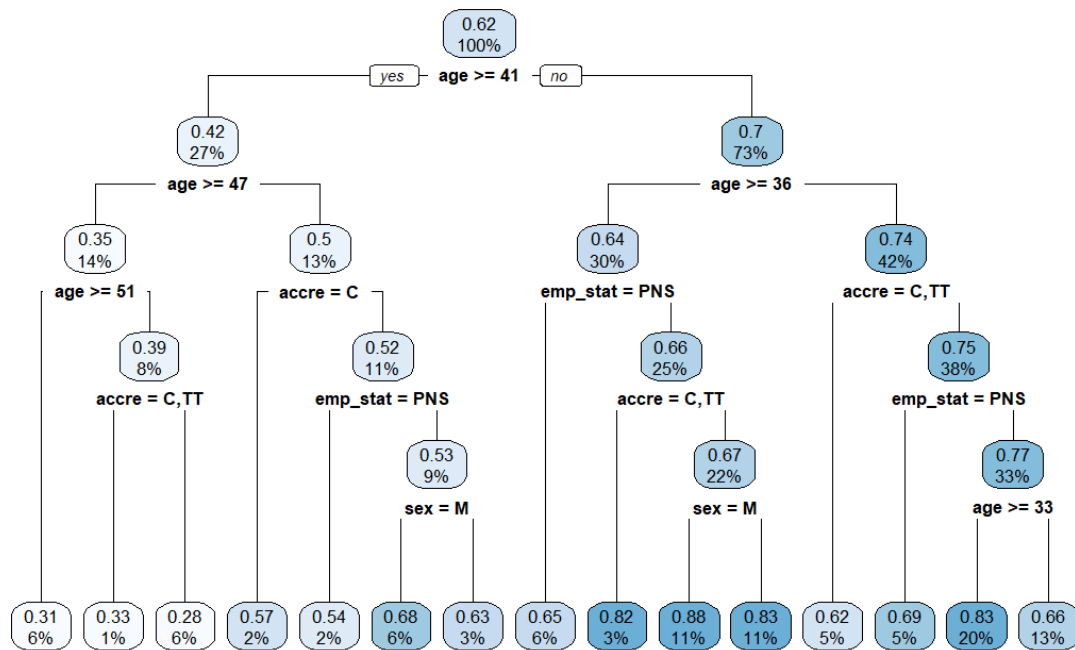 0.62
100%
yes age >= 41 no
0.42 0.7
27% 73%
age >= 47 age >= 36
0.35 0.5 0.64 0.74
14% 13% 30% 42%
age >= 51 accre = C emp_stat = PNS accre = C,TT
0.39 0.52 0.66 0.75
8% 11% 25% 38%
accre = C,TT emp_stat = PNS accre = C,TT emp_stat = PNS
0.53 0.67 0.77
9% 22% 33%
sex = M sex = M age >= 33
0.31 0.33 0.28 0.57 0.54 0.68 0.63 0.65 0.82 0.88 0.83 0.62 0.69 0.83 0.66
6% 1% 6% 2% 2% 6% 3% 6% 3% 11% 11% 5% 5% 20% 13%